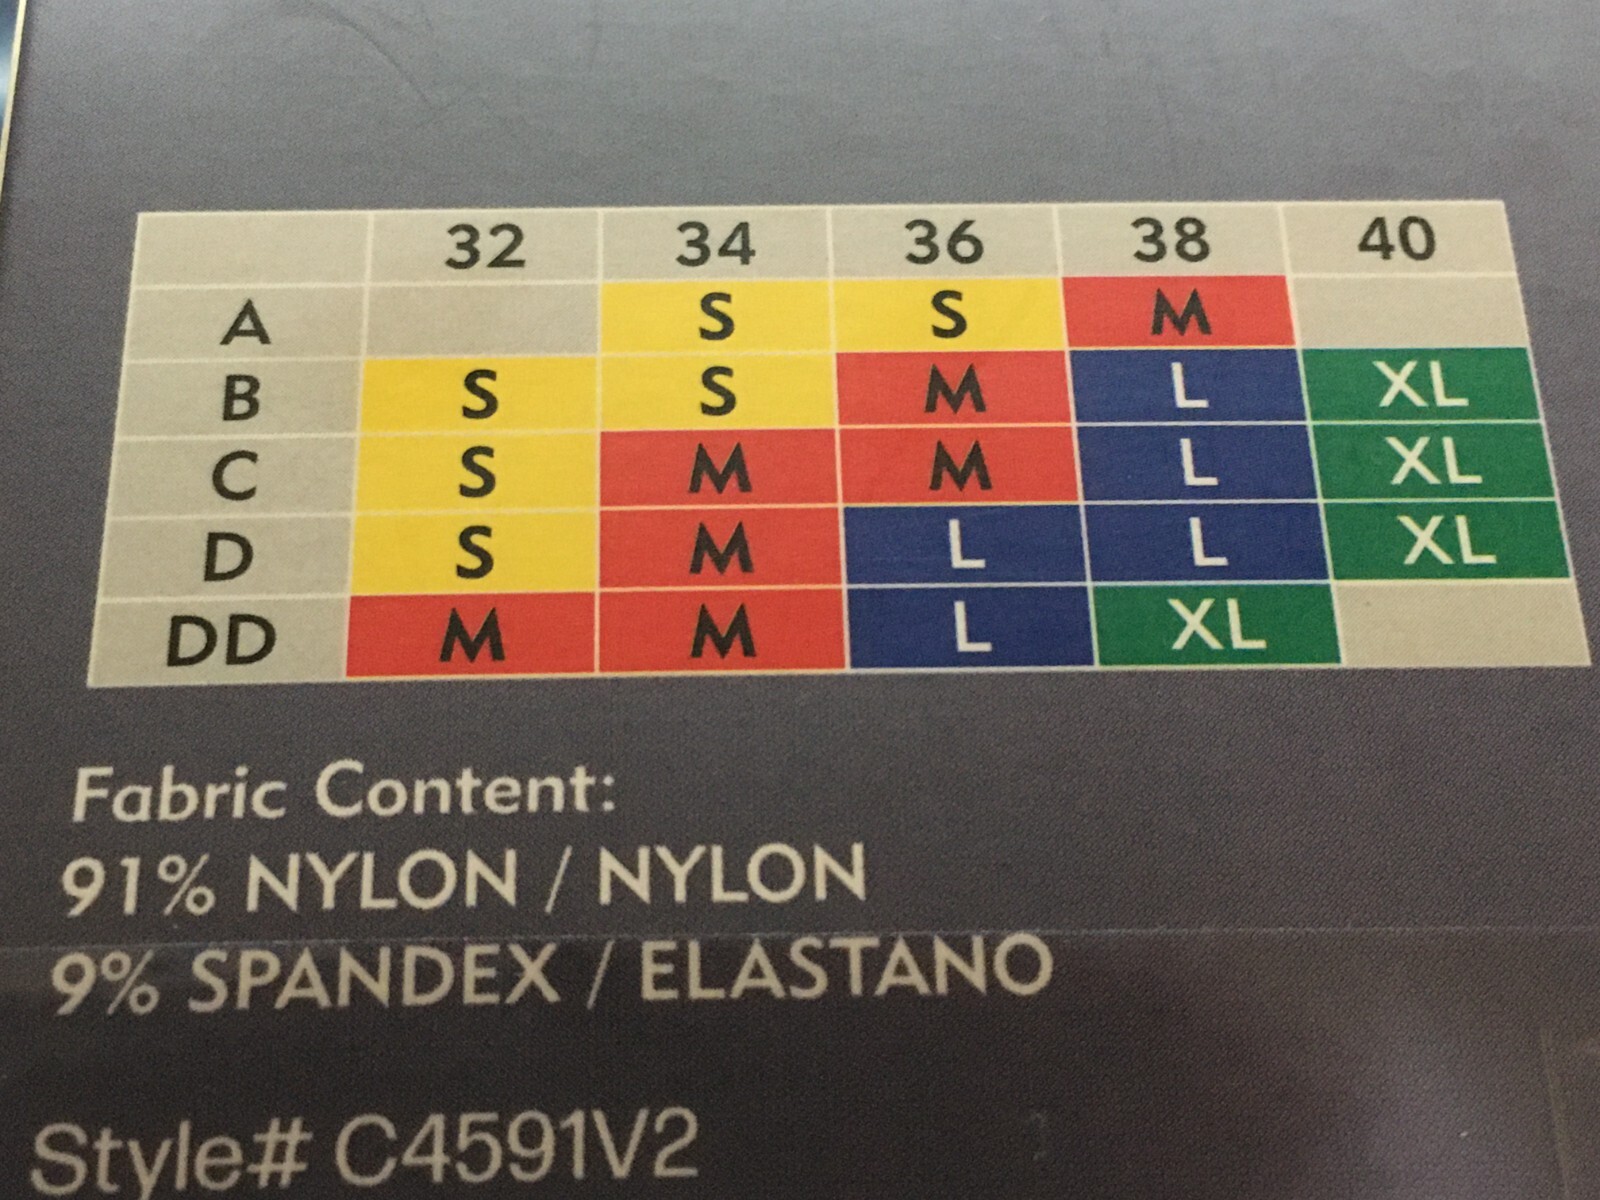 32 34 36 38 40
A S S M
B S S M L XL
C S M M L XL
D S M L L XL
DD M M L XL
Fabric Content:
91% NYLON / NYLON
9% SPANDEX / ELASTANO
Style# C4591V2